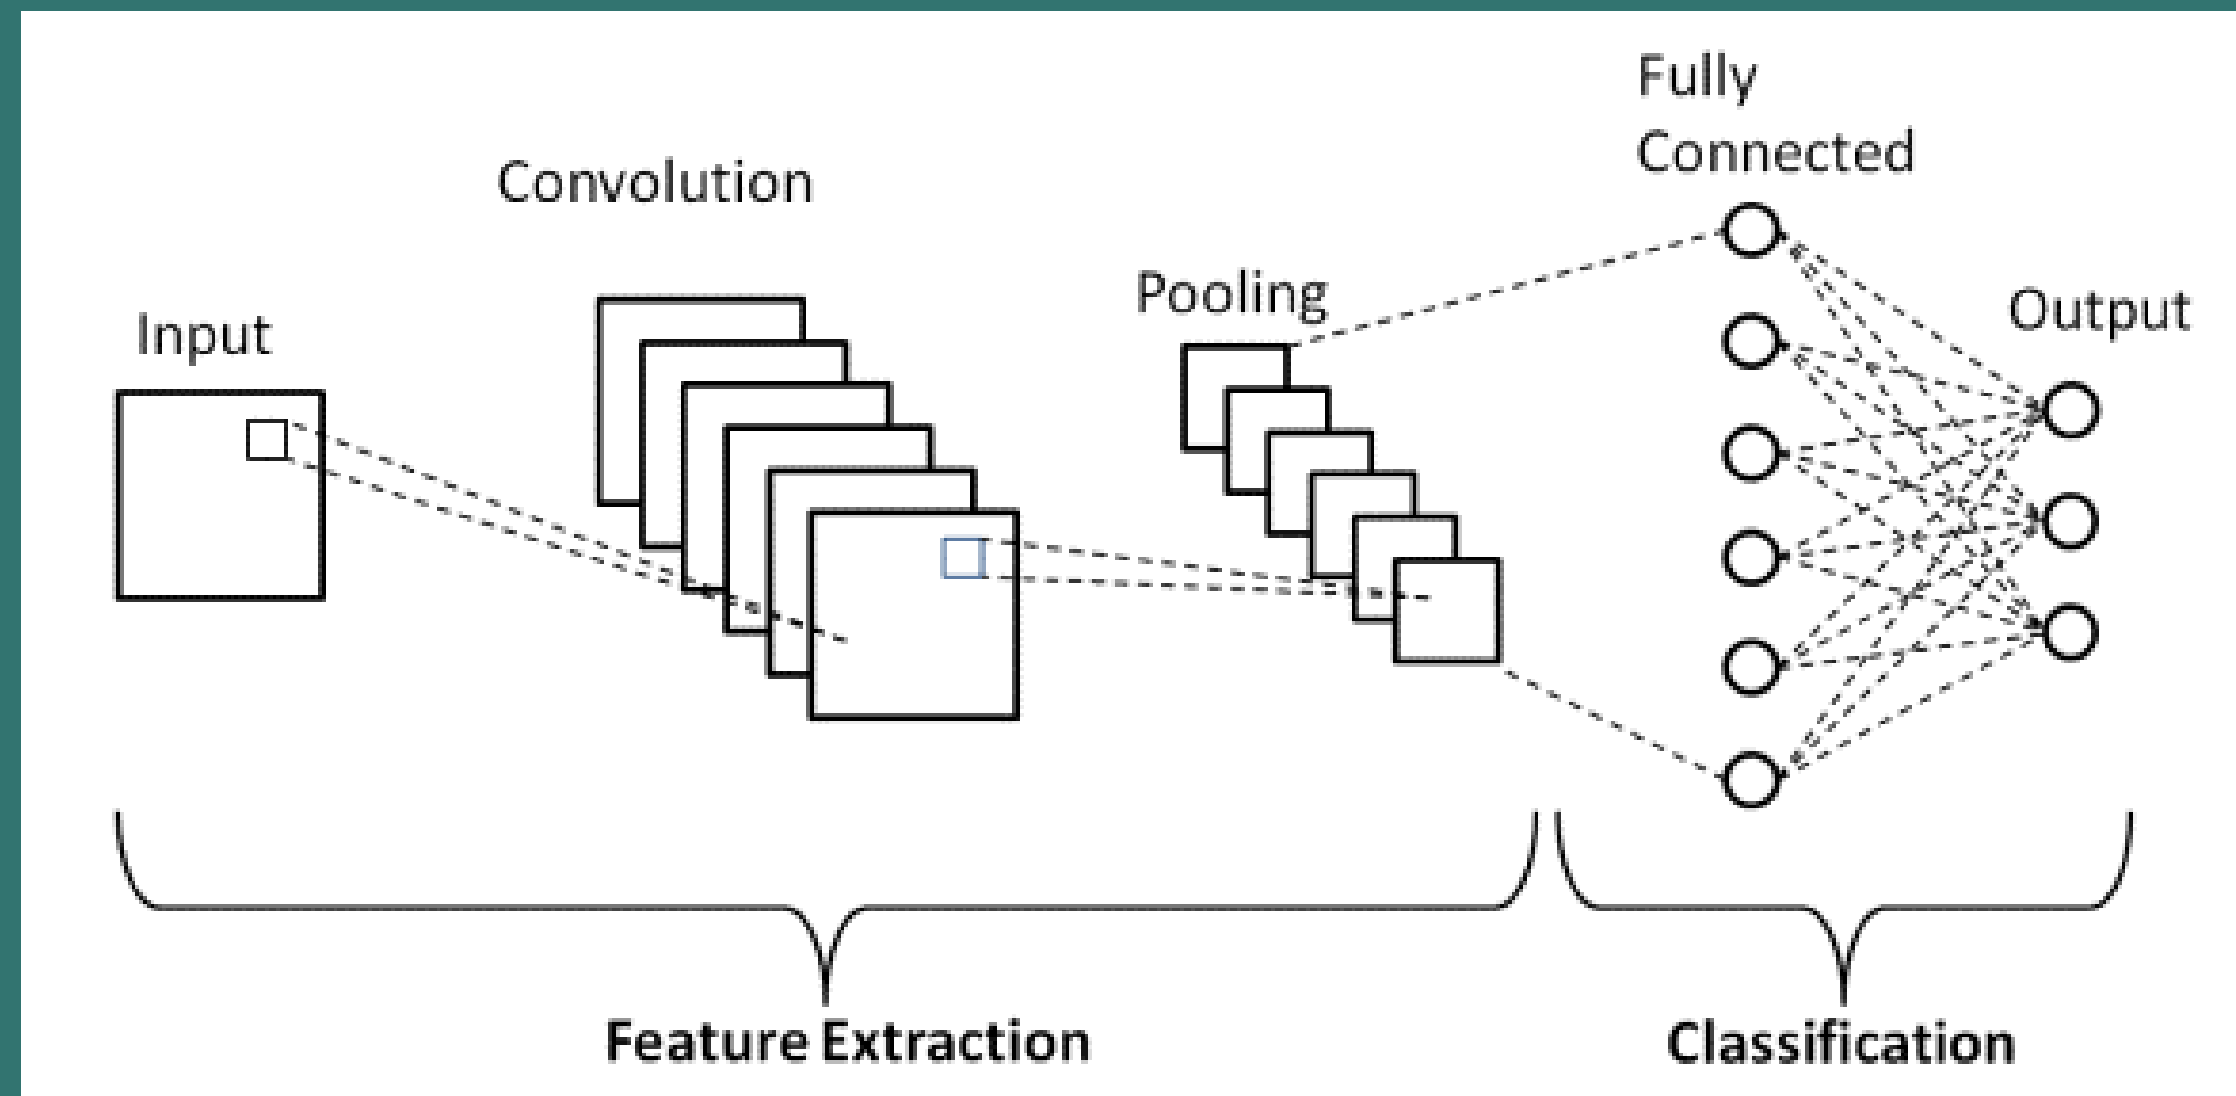 Input
Convolution
Pooling
Fully
Connected
Output
Feature Extraction
Classification